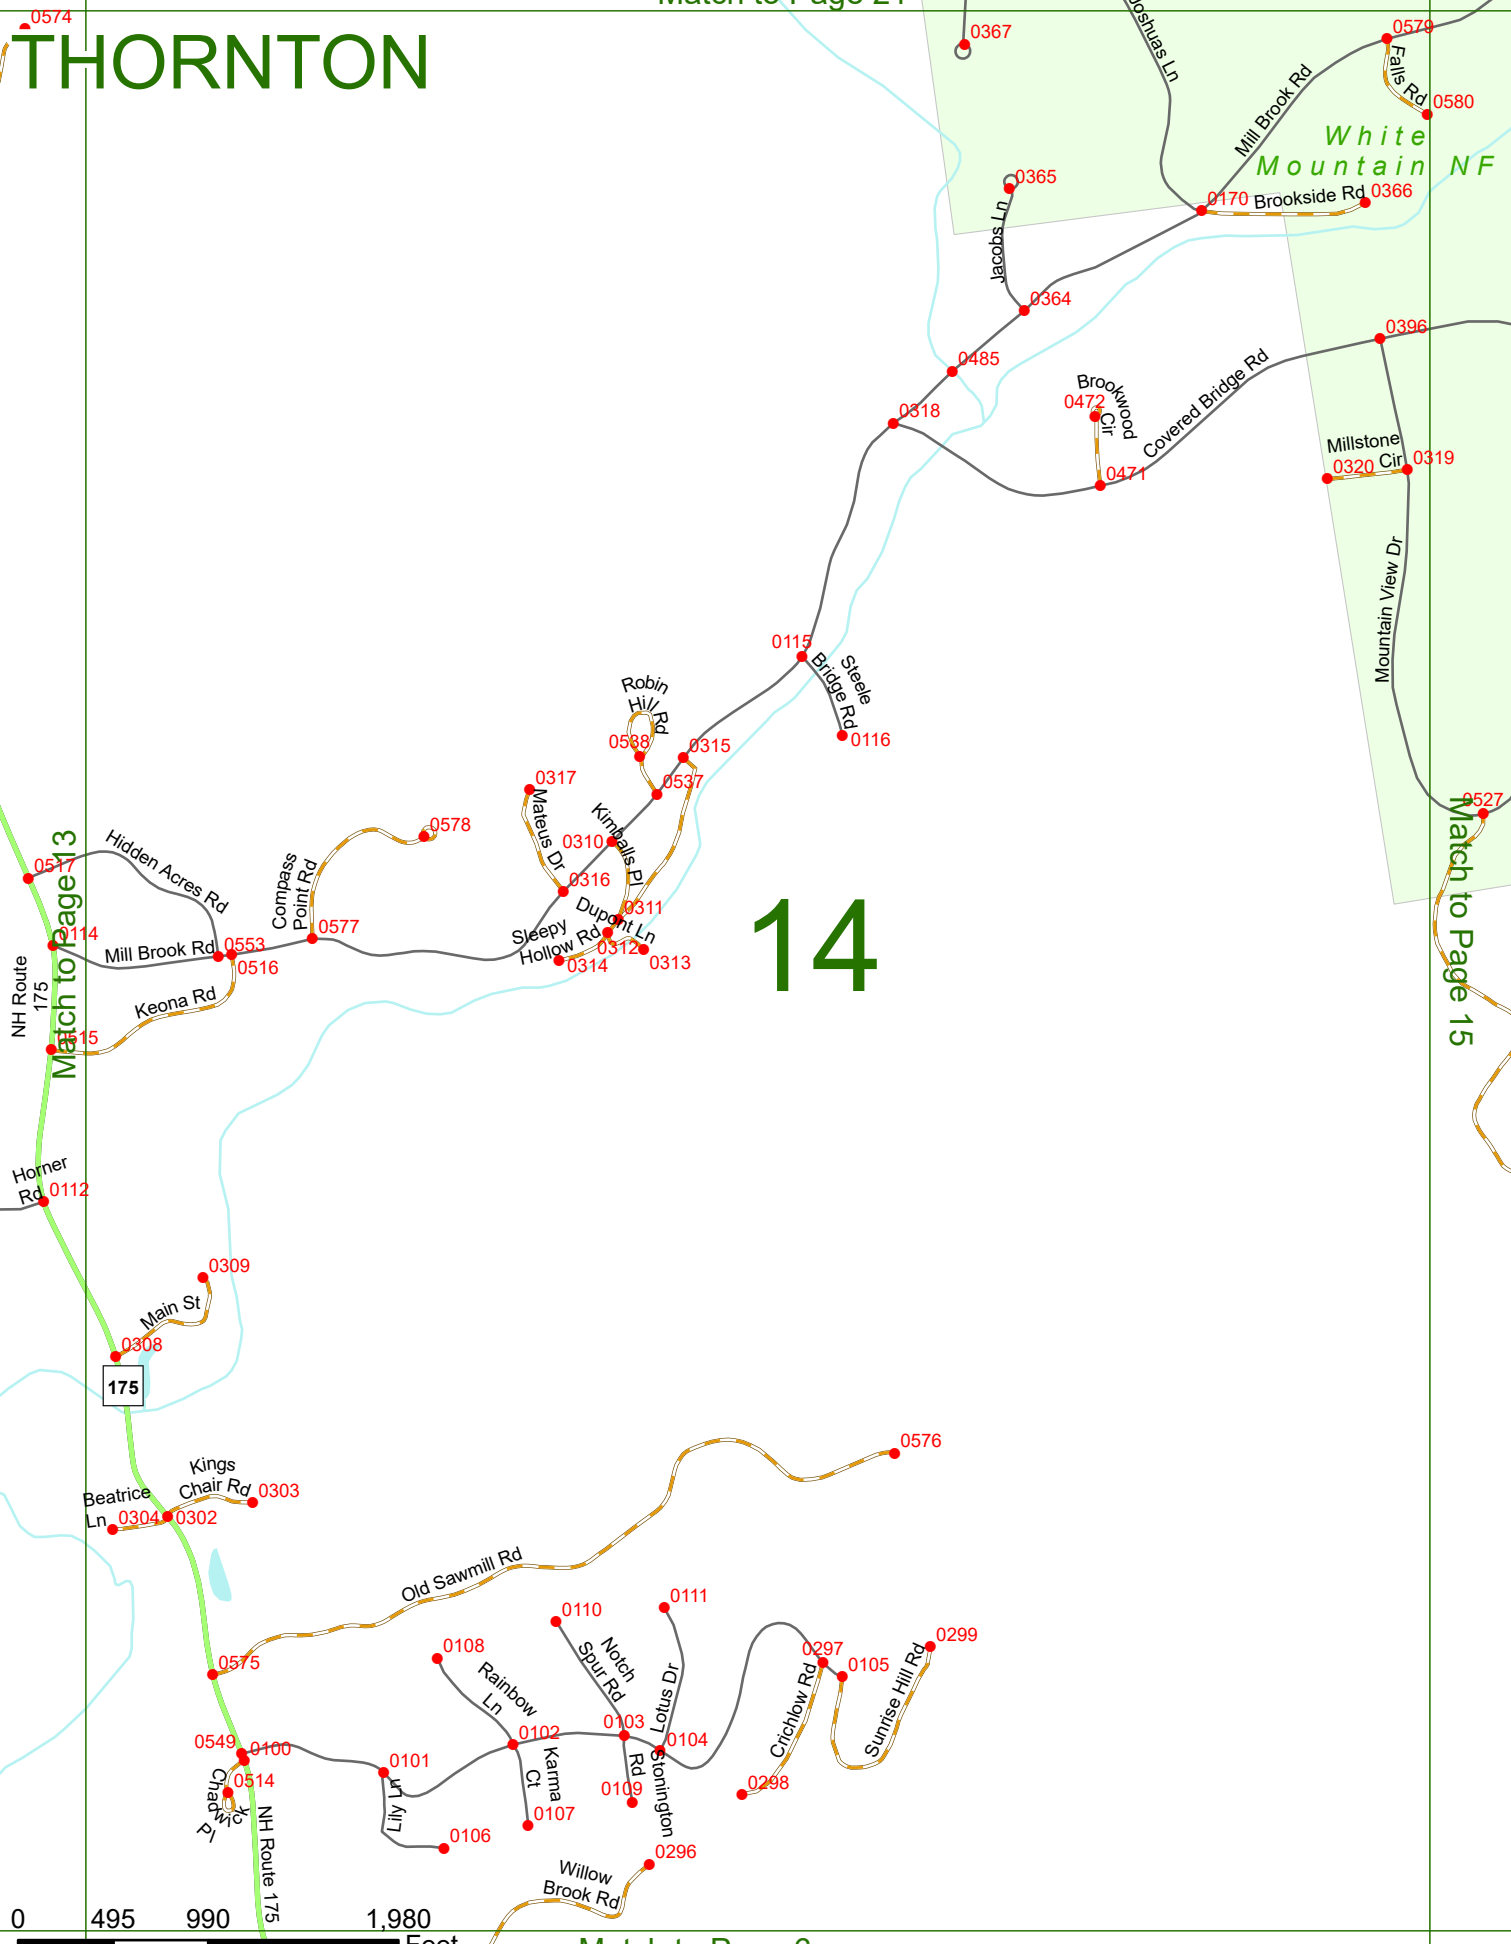 Match to Page 21
0574
THORNTON
0367
Joshuas Ln
0579
Falls Rd
0580
Mill Brook Rd
White
Mountain NF
0365
0170
Brookside Rd
0366
Jacobs Ln
0364
0396
0485
Brookwood
Cir
0472
Covered Bridge Rd
0318
Millstone
Cir
0320
0319
0471
Mountain View Dr
0115
Steele
Bridge Rd
0116
Robin
Hill Rd
0538
0315
0317
0537
Mateus Dr
Kimballs Pl
0310
0578
0527
Match to Page 13
Match to Page 15
Hidden Acres Rd
0517
Compass
Point Rd
0316
14
0311
Dupont Ln
0577
0114
Mill Brook Rd
0553
0516
Sleepy
Hollow Rd
0312
0313
0314
NH Route
175
Keona Rd
0515
Horner
Rd
0112
0309
Main St
0308
175
0576
Kings
Chair Rd
0303
Beatrice
Ln
0304
0302
Old Sawmill Rd
0111
0110
0575
0108
Rainbow
Ln
Notch
Spur Rd
Lotus Dr
0297
0105
0299
Crichlow Rd
Sunrise Hill Rd
0549
0100
0102
0103
0104
0101
Karma
Ct
Stonington
Rd
0514
Chadwick
Pl
Lily Ln
0109
0298
0107
0106
NH Route 175
0296
Willow
Brook Rd
0 495 990 1,980
Feet
Match to Page 6